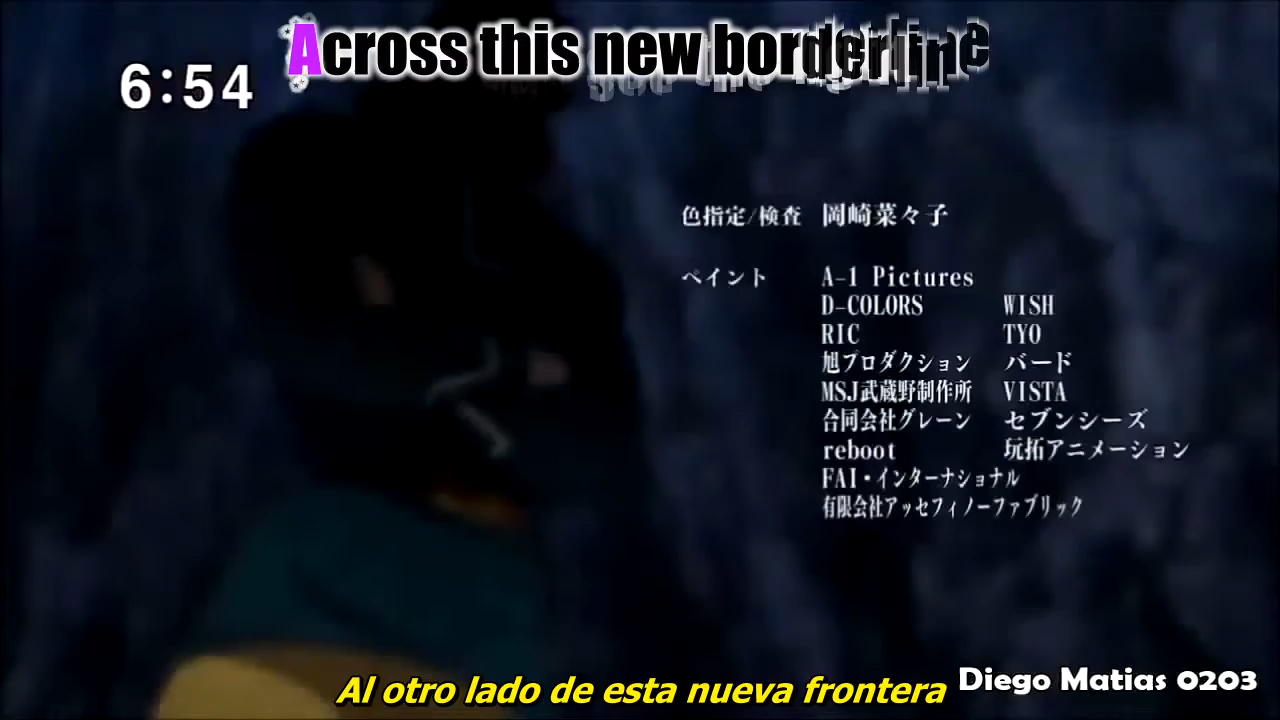 Across this new borderline
6:54
色指定/検査 岡崎菜々子
ペイント A-1 Pictures
D-COLORS WISH
RIC TYO
旭プロダクション バード
MSJ武蔵野制作所 VISTA
合同会社グレーン セブンシーズ
reboot 玩拓アニメーション
FAI・インターナショナル
有限会社アッセフィノーファブリック
Al otro lado de esta nueva frontera
Diego Matias 0203